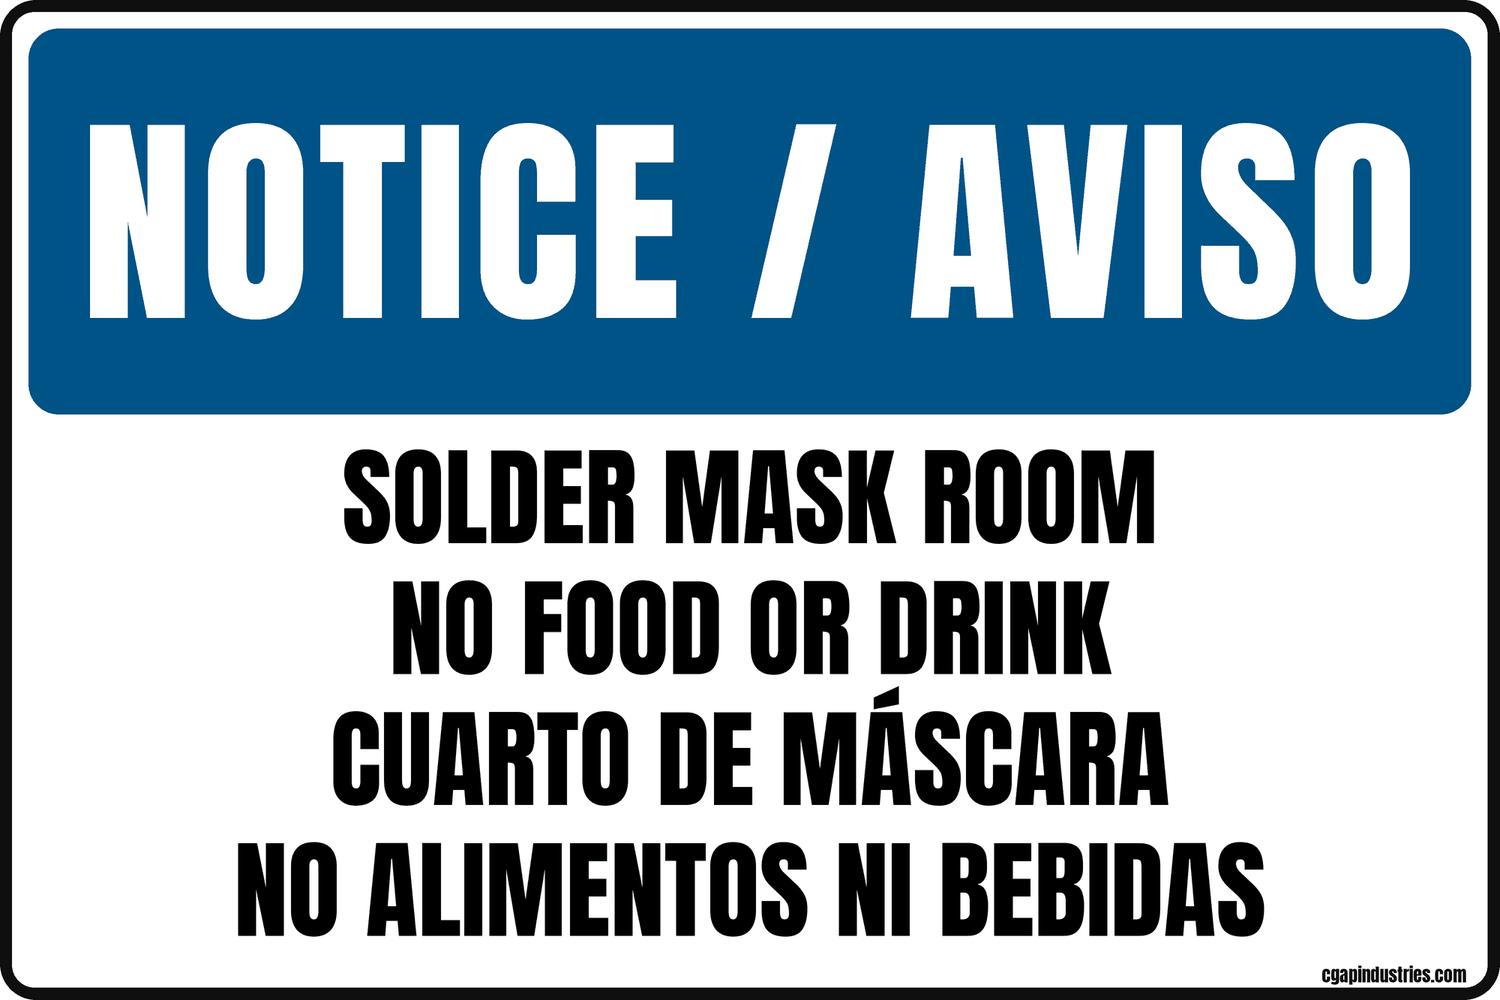 NOTICE / AVISO
SOLDER MASK ROOM
NO FOOD OR DRINK
CUARTO DE MÁSCARA
NO ALIMENTOS NI BEBIDAS
cgapindustries.com